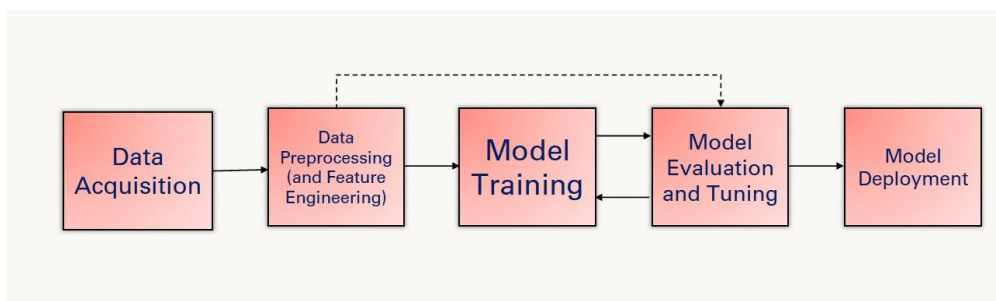 Data
Acquisition
Data
Preprocessing
(and Feature
Engineering)
Model
Training
Model
Evaluation
and Tuning
Model
Deployment